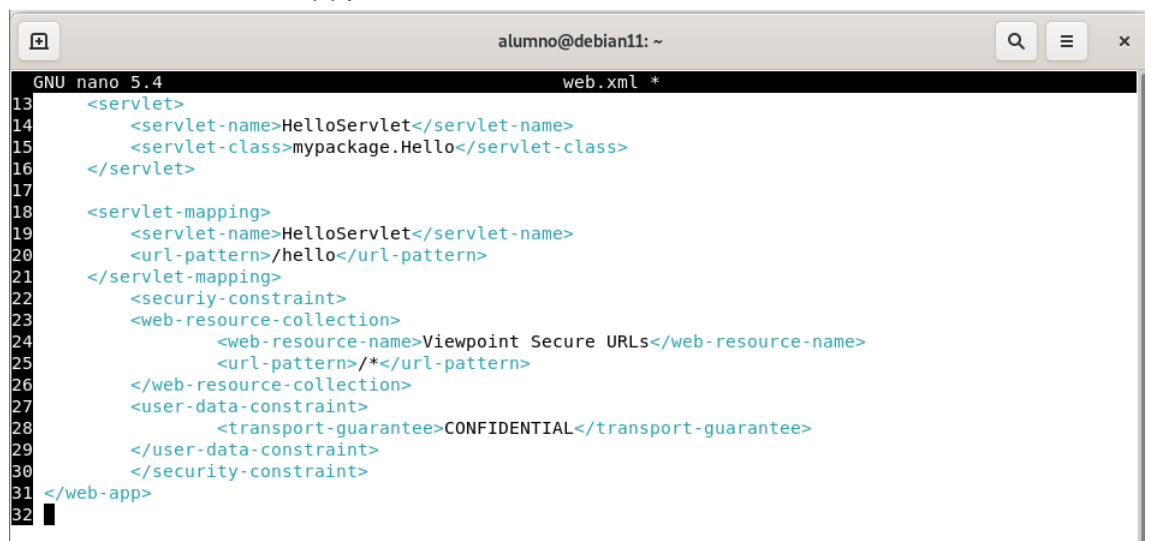 alumno@debian11: ~
GNU nano 5.4 web.xml *
13 <servlet>
14 <servlet-name>HelloServlet</servlet-name>
15 <servlet-class>mypackage.Hello</servlet-class>
16 </servlet>
17
18 <servlet-mapping>
19 <servlet-name>HelloServlet</servlet-name>
20 <url-pattern>/hello</url-pattern>
21 </servlet-mapping>
22 <securiy-constraint>
23 <web-resource-collection>
24 <web-resource-name>Viewpoint Secure URLs</web-resource-name>
25 <url-pattern>/*</url-pattern>
26 </web-resource-collection>
27 <user-data-constraint>
28 <transport-guarantee>CONFIDENTIAL</transport-guarantee>
29 </user-data-constraint>
30 </security-constraint>
31 </web-app>
32